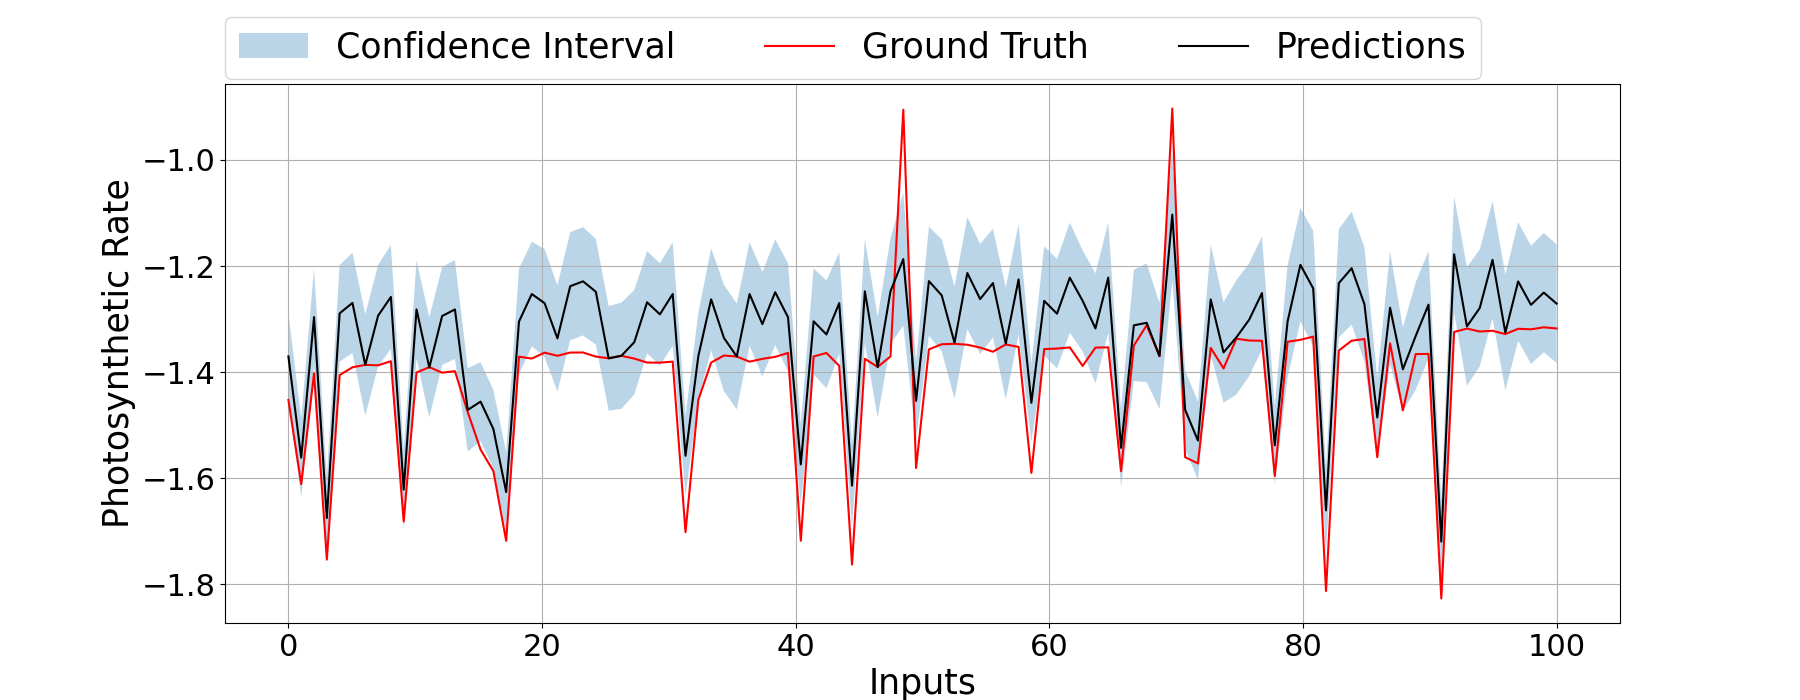 Confidence Interval Ground Truth Predictions
Photosynthetic Rate
−1.0
−1.2
−1.4
−1.6
−1.8
0 20 40 60 80 100
Inputs